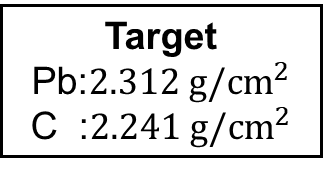 Target
Pb:2.312 g/cm²
C :2.241 g/cm²